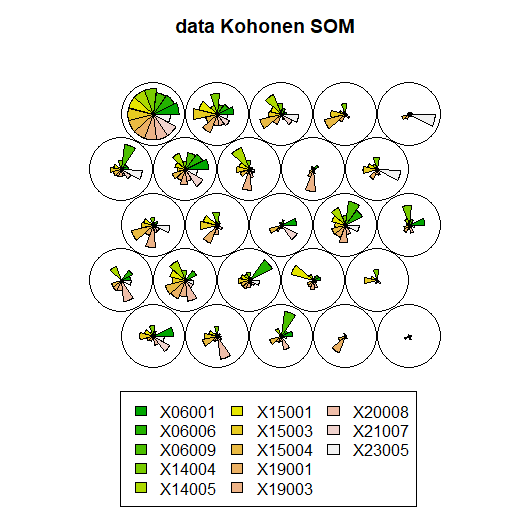 data Kohonen SOM
X06001 X15001 X20008
X06006 X15003 X21007
X06009 X15004 X23005
X14004 X19001
X14005 X19003